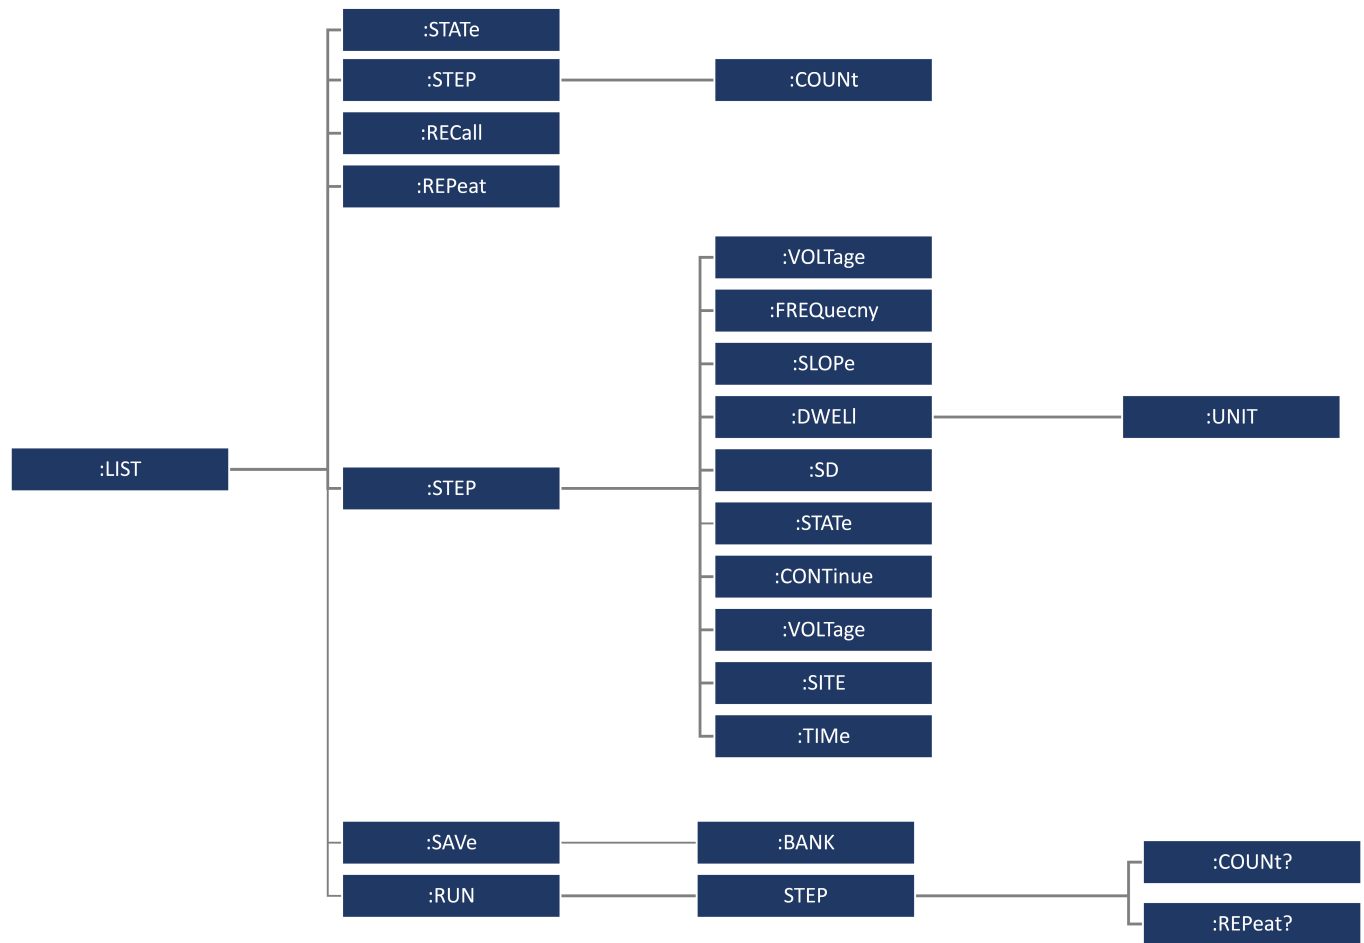 :STATe
:STEP
:COUNt
:RECall
:REPeat
:VOLTage
:FREQuecny
:SLOPe
:DWELl
:UNIT
:LIST
:STEP
:SD
:STATe
:CONTinue
:VOLTage
:SITE
:TIMe
:SAVe
:BANK
:RUN
STEP
:COUNt?
:REPeat?